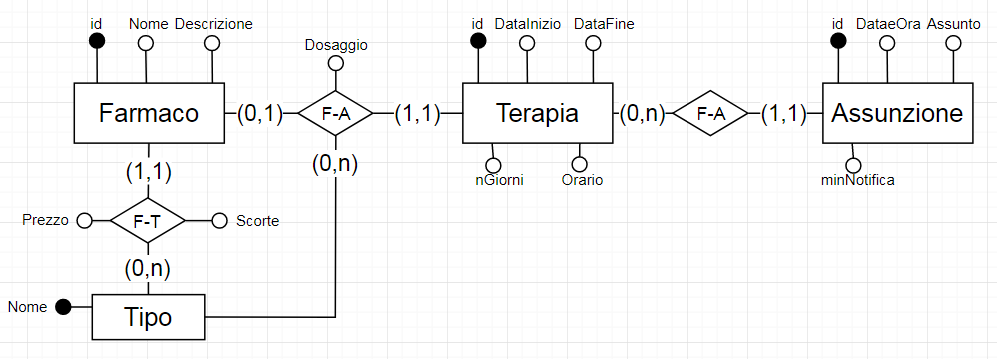 id Nome Descrizione
Dosaggio
id DataInizio DataFine
id DataeOra Assunto
Farmaco (0,1) F-A (1,1) Terapia (0,n) F-A (1,1) Assunzione
(1,1)
(0,n)
nGiorni Orario
minNotifica
Prezzo F-T Scorte
(0,n)
Nome Tipo